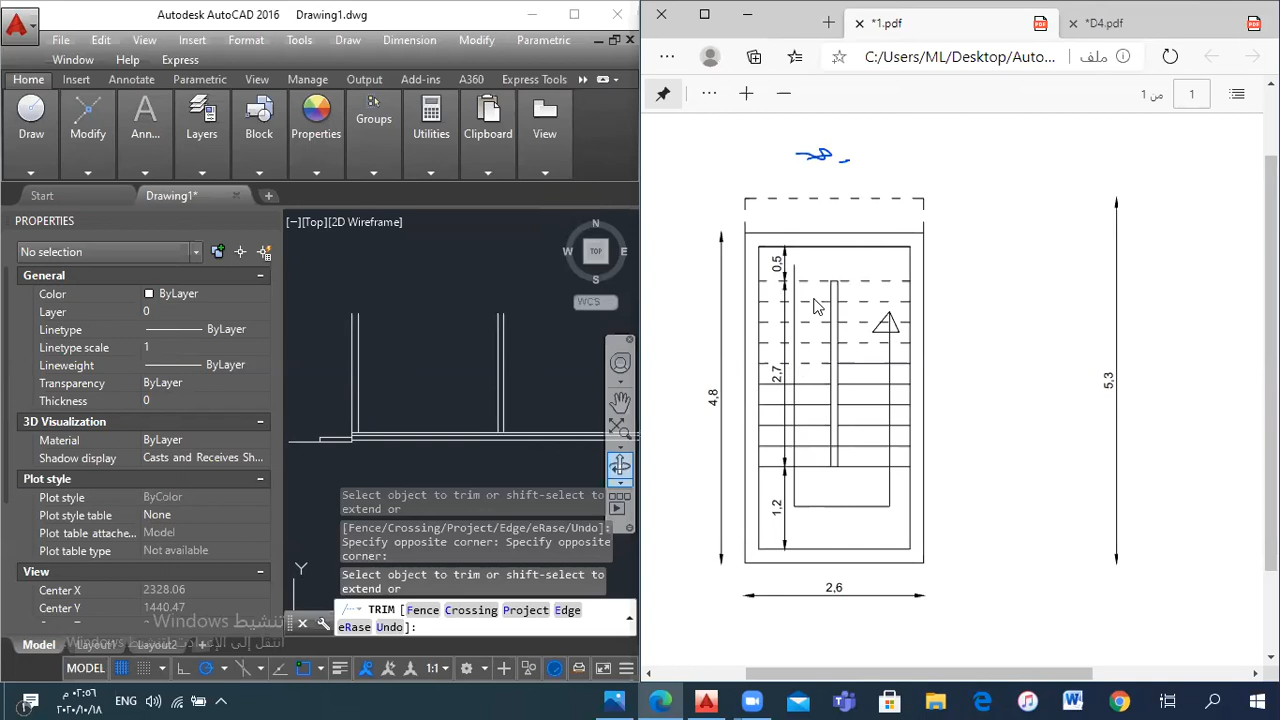 Autodesk AutoCAD 2016 Drawing1.dwg
File Edit View Insert Format Tools Draw Dimension Modify Parametric
Window Help Express
Home Insert Annotate Parametric View Manage Output Add-ins A360 Express Tools
Draw Modify Ann... Layers Block Properties Groups Utilities Clipboard View
Start Drawing1*
PROPERTIES
No selection
General
Color ByLayer
Layer 0
Linetype ByLayer
Linetype scale 1
Lineweight ByLayer
Transparency ByLayer
Thickness 0
3D Visualization
Material ByLayer
Shadow display Casts and Receives Sh...
Plot style
Plot style ByColor
Plot style table None
Plot table attache... Model
Plot table type Not available
View
Center X 2328.06
Center Y 1440.47
[−][Top][2D Wireframe]
N
W TOP E
S
WCS
Y
Select object to trim or shift-select to
extend or
[Fence/Crossing/Project/Edge/eRase/Undo]:
Specify opposite corner: Specify opposite
corner:
Select object to trim or shift-select to
extend or
TRIM [Fence Crossing Project Edge
eRase Undo]:
تنشيط Windows
Model Layout1 Layout2
MODEL 1:1
*1.pdf *D4.pdf
C:/Users/ML/Desktop/Auto... ملف
1 من 1
0,5
2,7
1,2
4,8
5,3
2,6
ENG